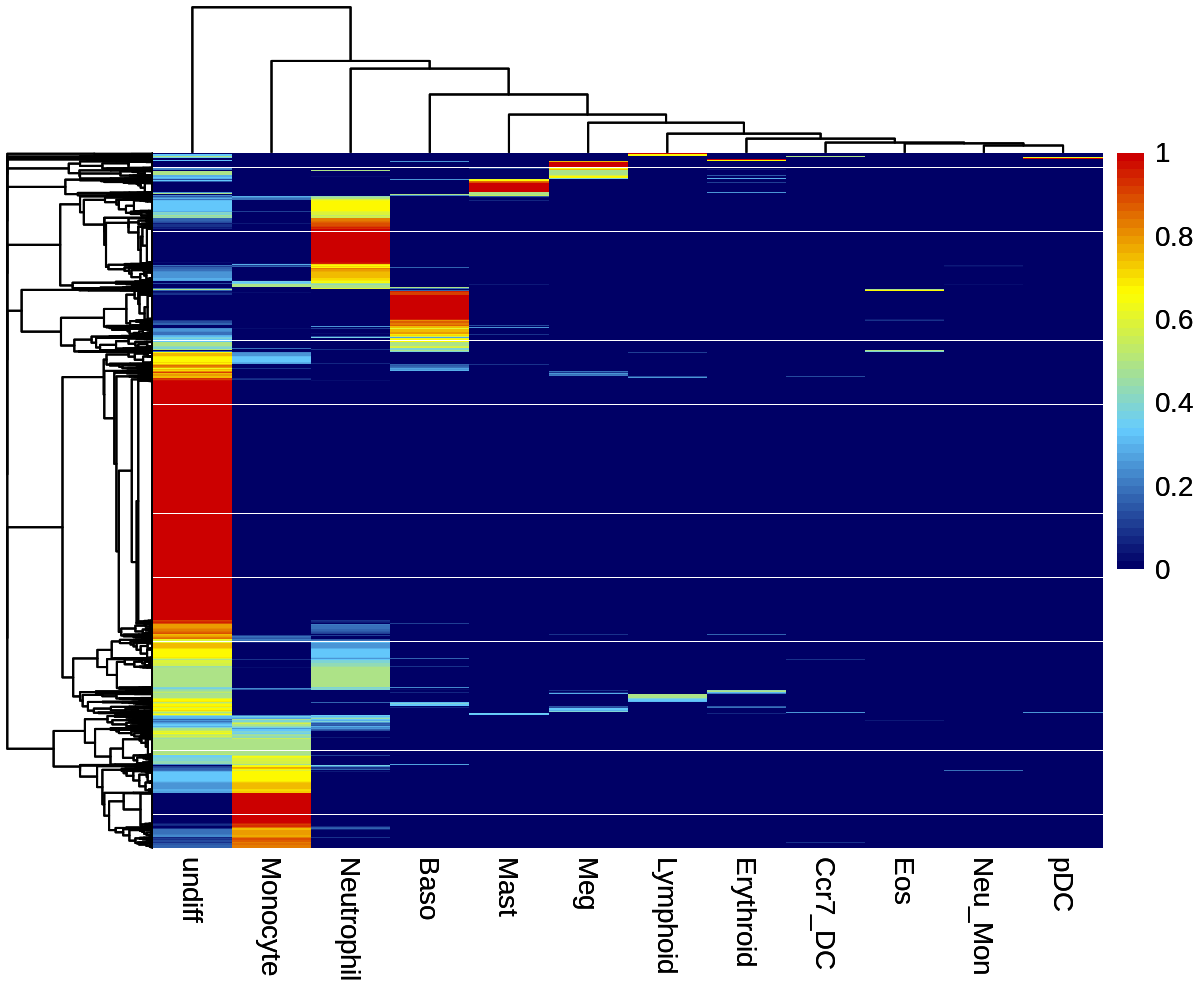 1
0.8
0.6
0.4
0.2
0
undiff
Monocyte
Neutrophil
Baso
Mast
Meg
Lymphoid
Erythroid
Ccr7_DC
Eos
Neu_Mon
pDC